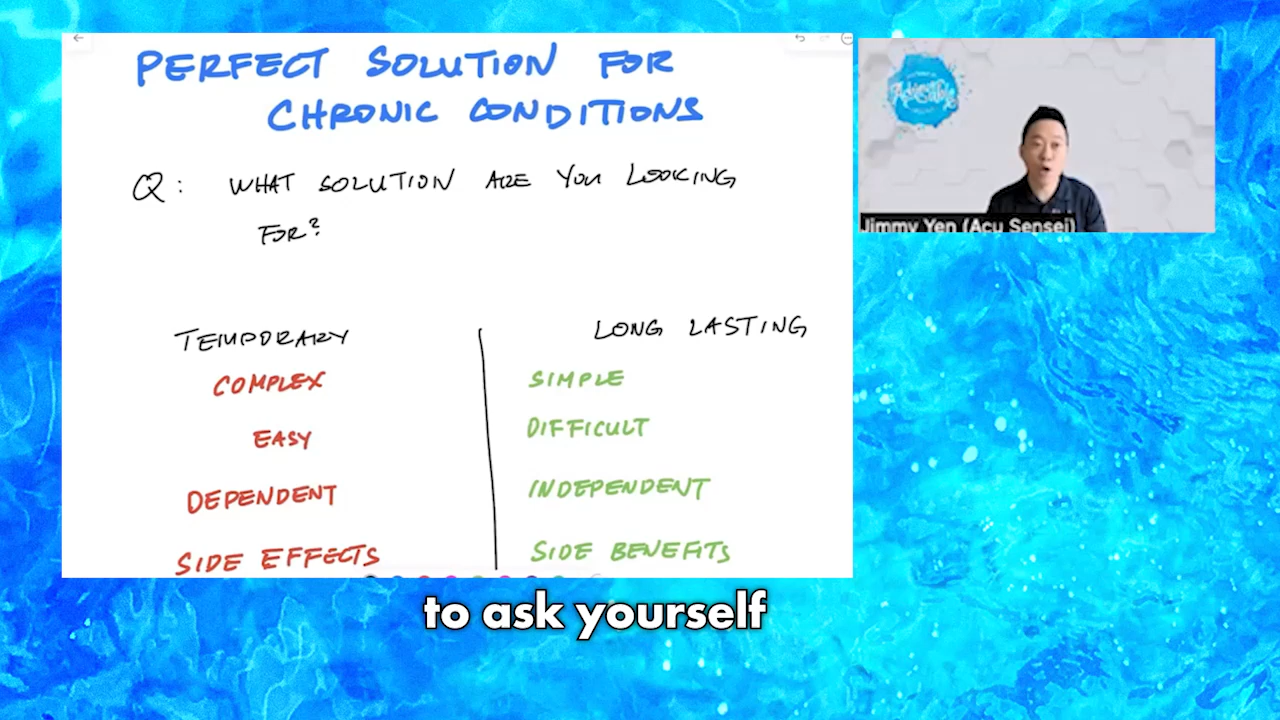 PERFECT SOLUTION FOR
CHRONIC CONDITIONS
Q: WHAT SOLUTION ARE YOU LOOKING
FOR?
TEMPORARY
COMPLEX
EASY
DEPENDENT
SIDE EFFECTS
LONG LASTING
SIMPLE
DIFFICULT
INDEPENDENT
SIDE BENEFITS
Jimmy Yen (Acu Sensei)
to ask yourself